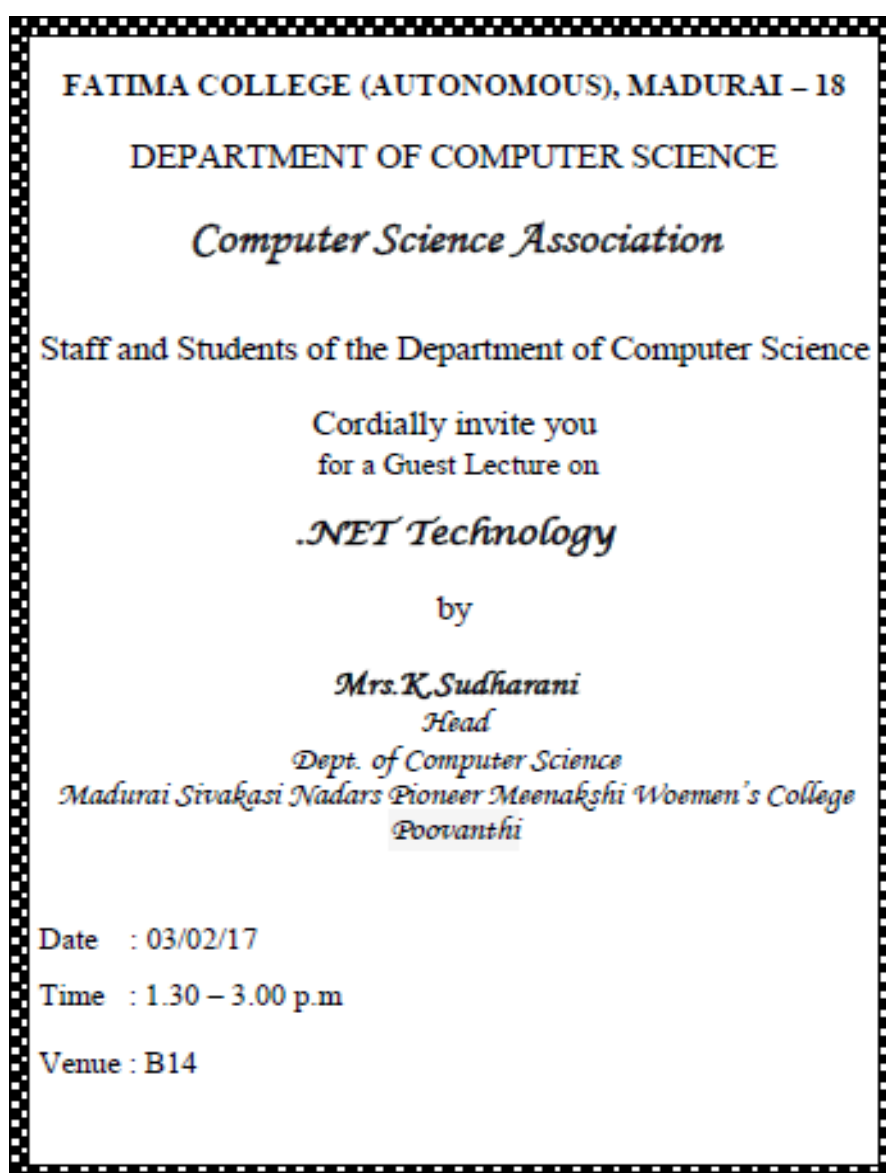 FATIMA COLLEGE (AUTONOMOUS), MADURAI – 18
DEPARTMENT OF COMPUTER SCIENCE
Computer Science Association
Staff and Students of the Department of Computer Science
Cordially invite you
for a Guest Lecture on
.NET Technology
by
Mrs.K.Sudharani
Head
Dept. of Computer Science
Madurai Sivakasi Nadars Pioneer Meenakshi Woemen’s College
Poovanthi
Date : 03/02/17
Time : 1.30 – 3.00 p.m
Venue : B14